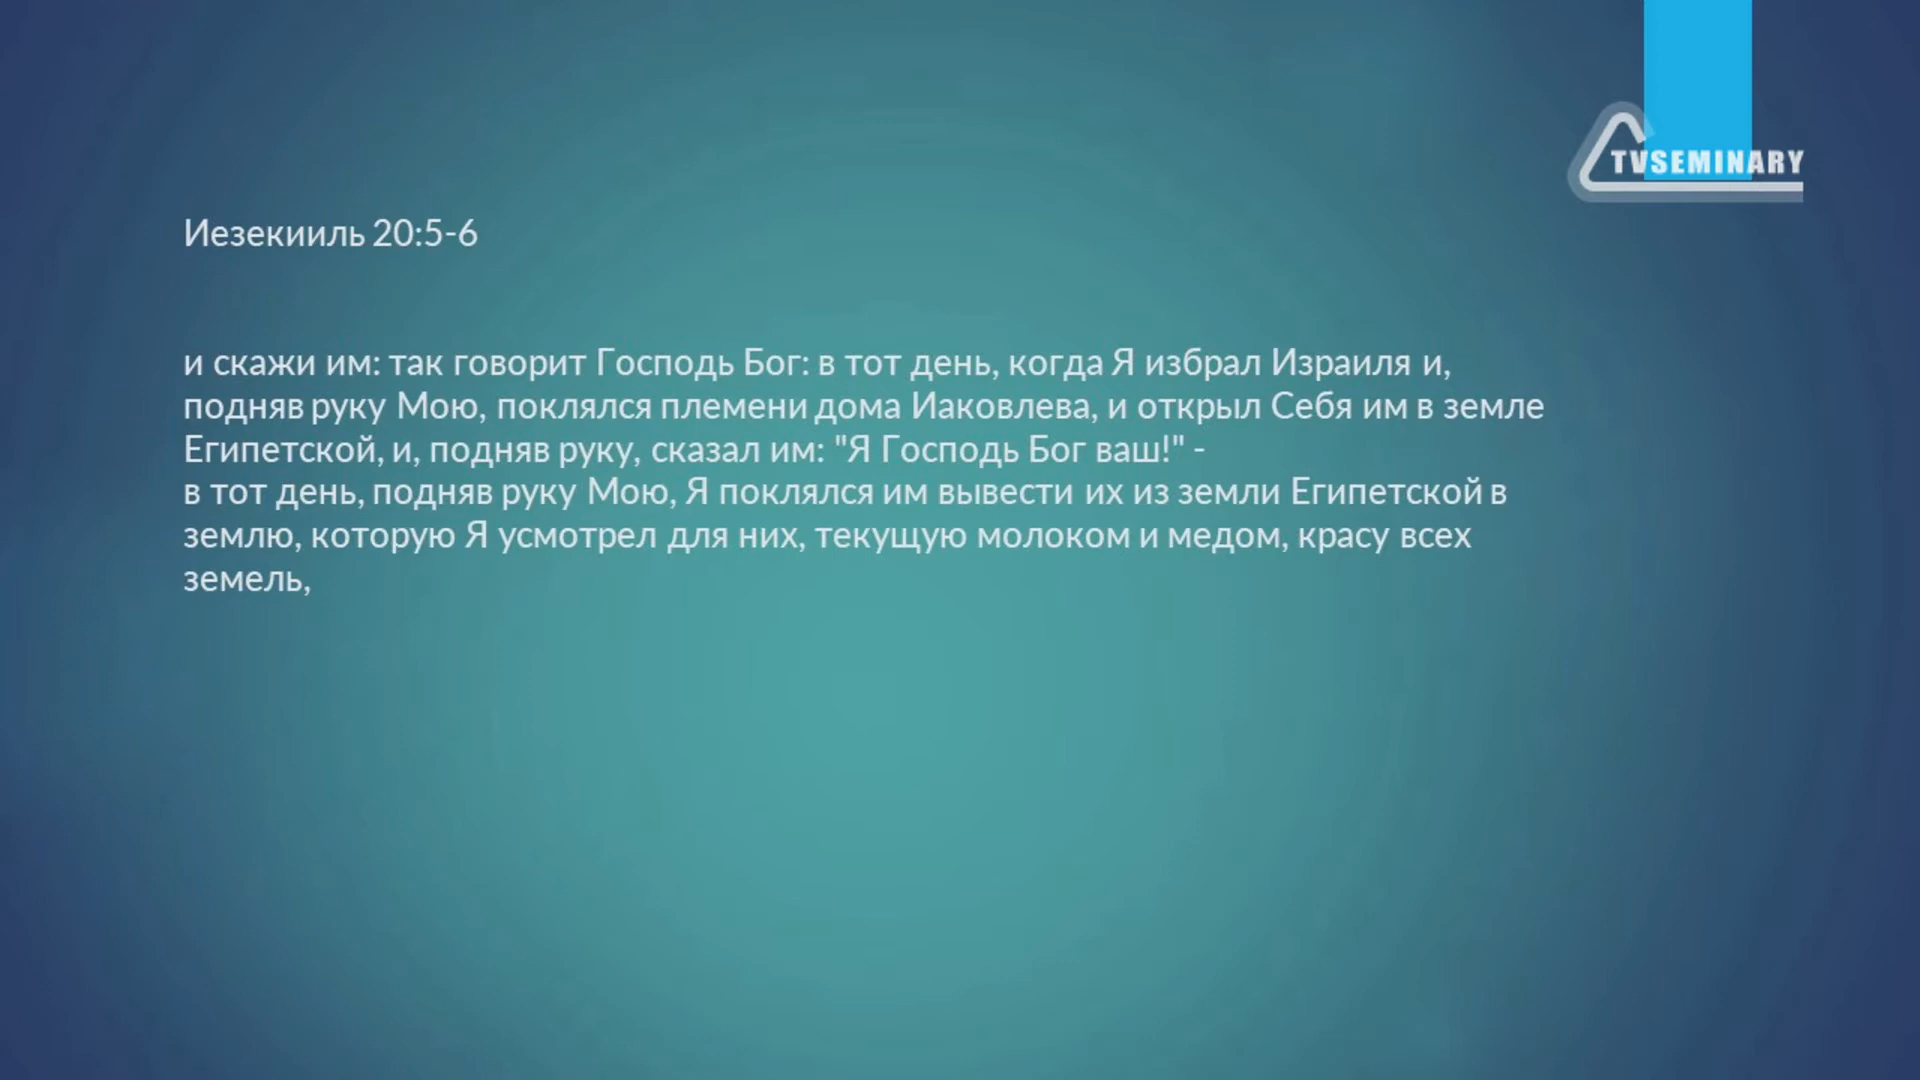 TVSEMINARY
Иезекииль 20:5-6
и скажи им: так говорит Господь Бог: в тот день, когда Я избрал Израиля и,
подняв руку Мою, поклялся племени дома Иаковлева, и открыл Себя им в земле
Египетской, и, подняв руку, сказал им: "Я Господь Бог ваш!" -
в тот день, подняв руку Мою, Я поклялся им вывести их из земли Египетской в
землю, которую Я усмотрел для них, текущую молоком и медом, красу всех
земель,